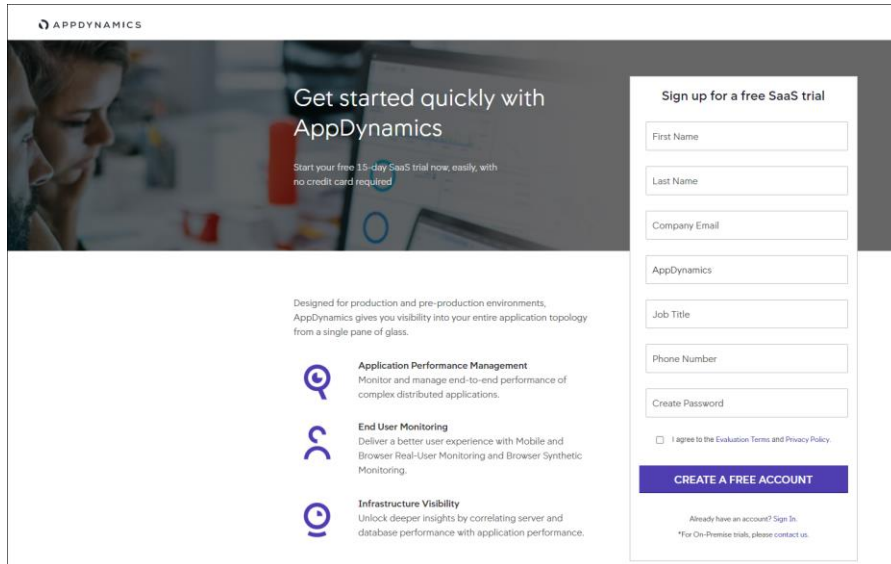 APPDYNAMICS
Get started quickly with
AppDynamics
Start your free 15-day SaaS trial now, easily, with
no credit card required
Designed for production and pre-production environments,
AppDynamics gives you visibility into your entire application topology
from a single pane of glass.
Application Performance Management
Monitor and manage end-to-end performance of
complex distributed applications.
End User Monitoring
Deliver a better user experience with Mobile and
Browser Real-User Monitoring and Browser Synthetic
Monitoring.
Infrastructure Visibility
Unlock deeper insights by correlating server and
database performance with application performance.
Sign up for a free SaaS trial
First Name
Last Name
Company Email
AppDynamics
Job Title
Phone Number
Create Password
I agree to the Evaluation Terms and Privacy Policy.
CREATE A FREE ACCOUNT
Already have an account? Sign In.
*For On-Premise trials, please contact us.